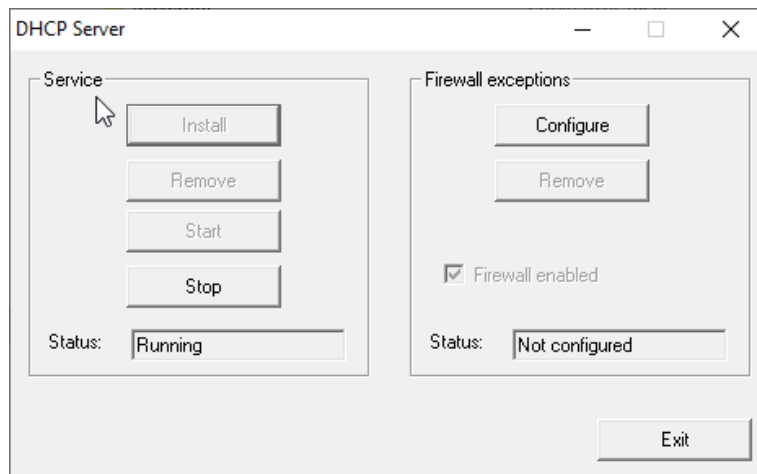 DHCP Server
Service
Install
Remove
Start
Stop
Status: Running
Firewall exceptions
Configure
Remove
Firewall enabled
Status: Not configured
Exit